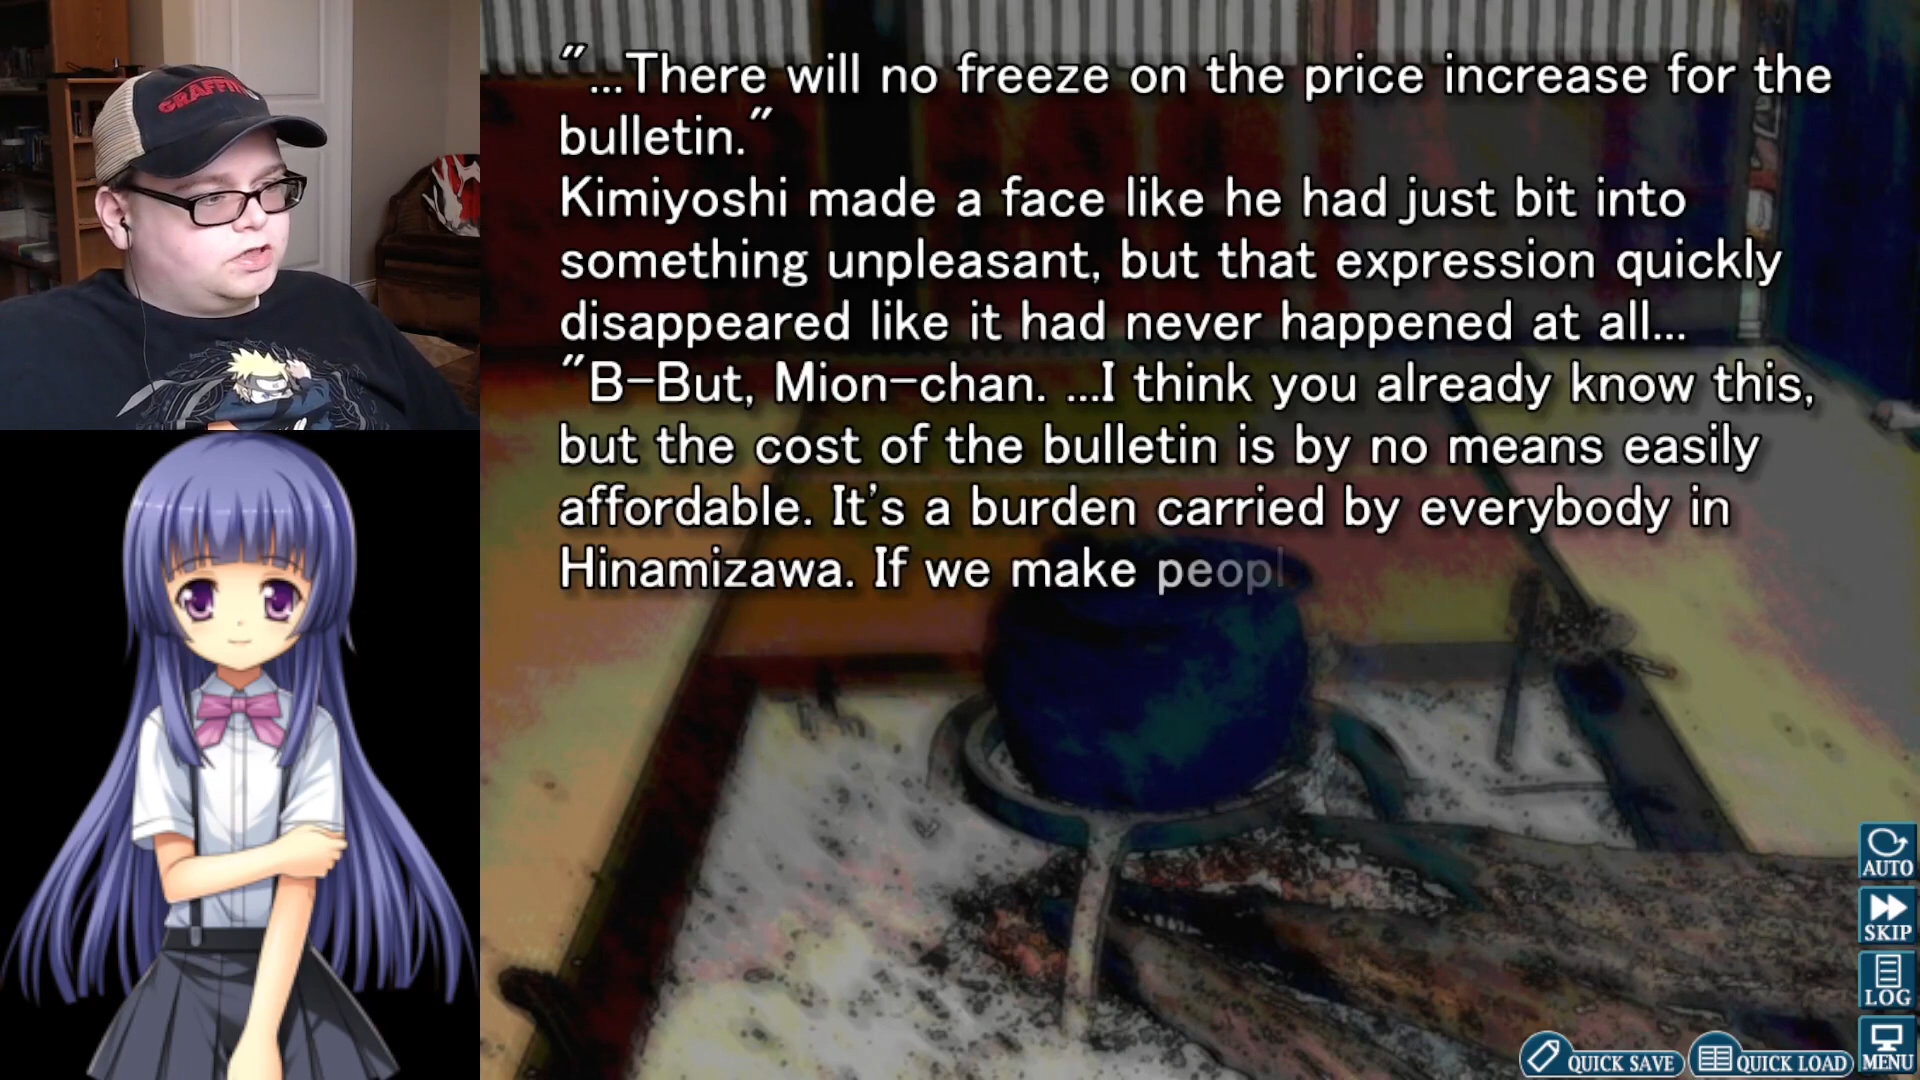 "...There will no freeze on the price increase for the
bulletin."
Kimiyoshi made a face like he had just bit into
something unpleasant, but that expression quickly
disappeared like it had never happened at all...
"B-But, Mion-chan. ...I think you already know this,
but the cost of the bulletin is by no means easily
affordable. It's a burden carried by everybody in
Hinamizawa. If we make peopl
AUTO
SKIP
LOG
MENU
QUICK SAVE
QUICK LOAD